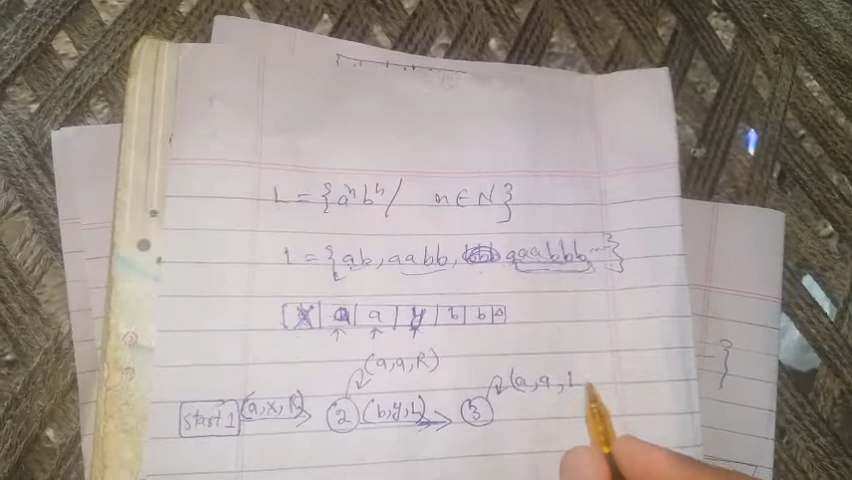 L = {aⁿbⁿ / n ∈ N}
L = {ab, aabb, aaabbb, ...}
X | a | a | y | b | b | Δ
(a,a,R)
(a,a,L
start 1 (a,x,R) 2 (b,y,L) 3
}